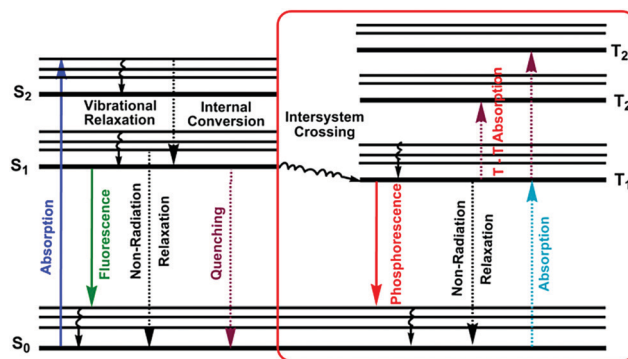 T2
S2
Vibrational
Relaxation
Internal
Conversion
Intersystem
Crossing
T2
T - T Absorption
S1
T1
Absorption
Fluorescence
Non-Radiation
Relaxation
Quenching
Phosphorescence
Non-Radiation
Relaxation
Absorption
S0